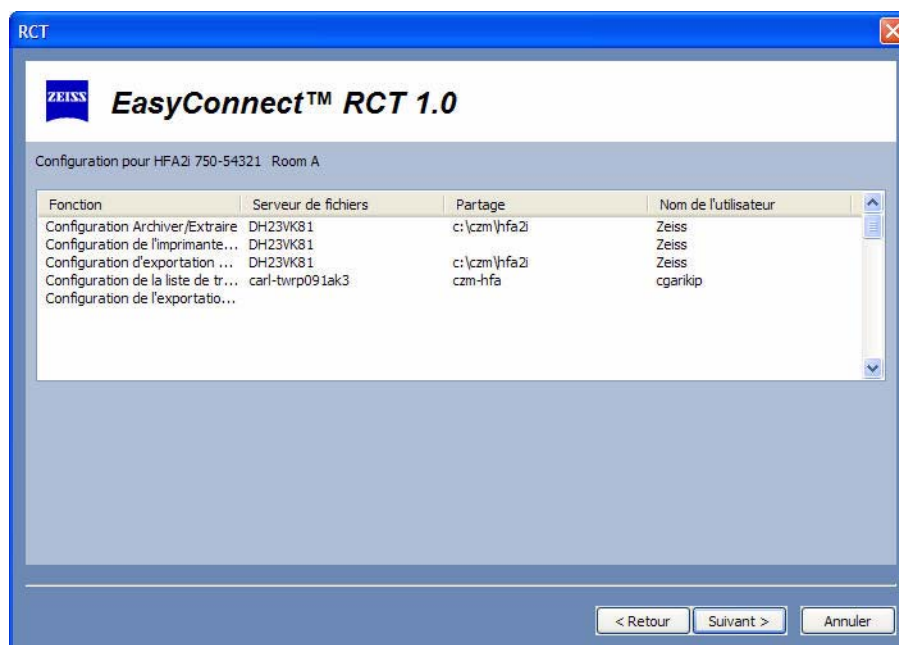 RCT
ZEISS
EasyConnect™ RCT 1.0
Configuration pour HFA2i 750-54321 Room A
Fonction Serveur de fichiers Partage Nom de l'utilisateur
Configuration Archiver/Extraire DH23VK81 c:\czm\hfa2i Zeiss
Configuration de l'imprimante... DH23VK81 Zeiss
Configuration d'exportation ... DH23VK81 c:\czm\hfa2i Zeiss
Configuration de la liste de tr... carl-twrp091ak3 czm-hfa cgarikip
Configuration de l'exportatio...
< Retour Suivant > Annuler